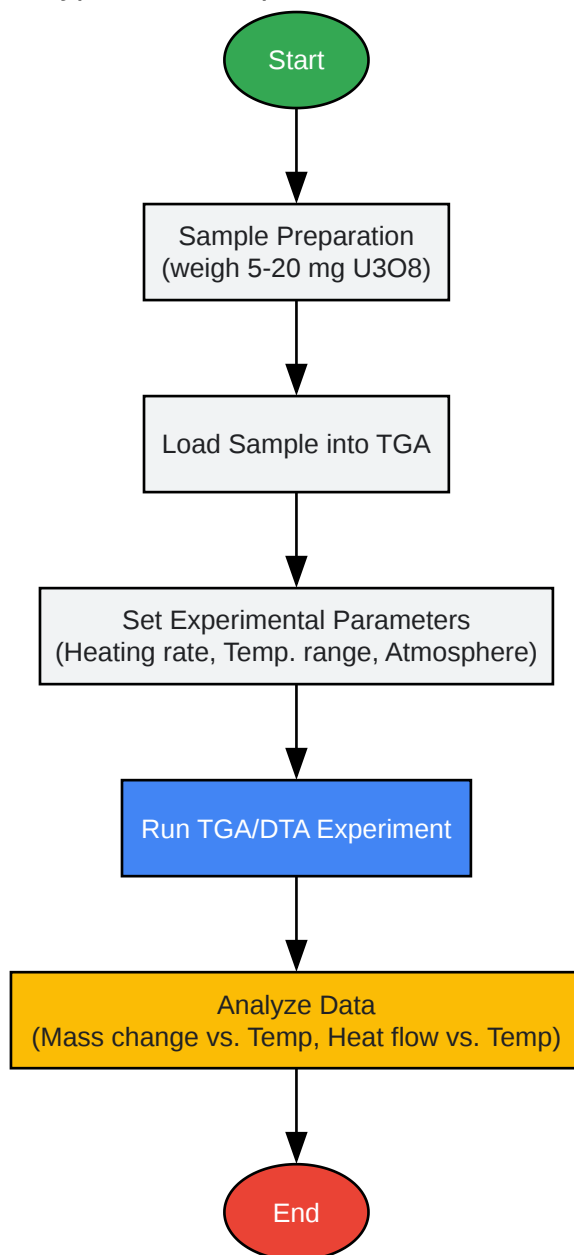 Start
Sample Preparation
(weigh 5-20 mg U3O8)
Load Sample into TGA
Set Experimental Parameters
(Heating rate, Temp. range, Atmosphere)
Run TGA/DTA Experiment
Analyze Data
(Mass change vs. Temp, Heat flow vs. Temp)
End